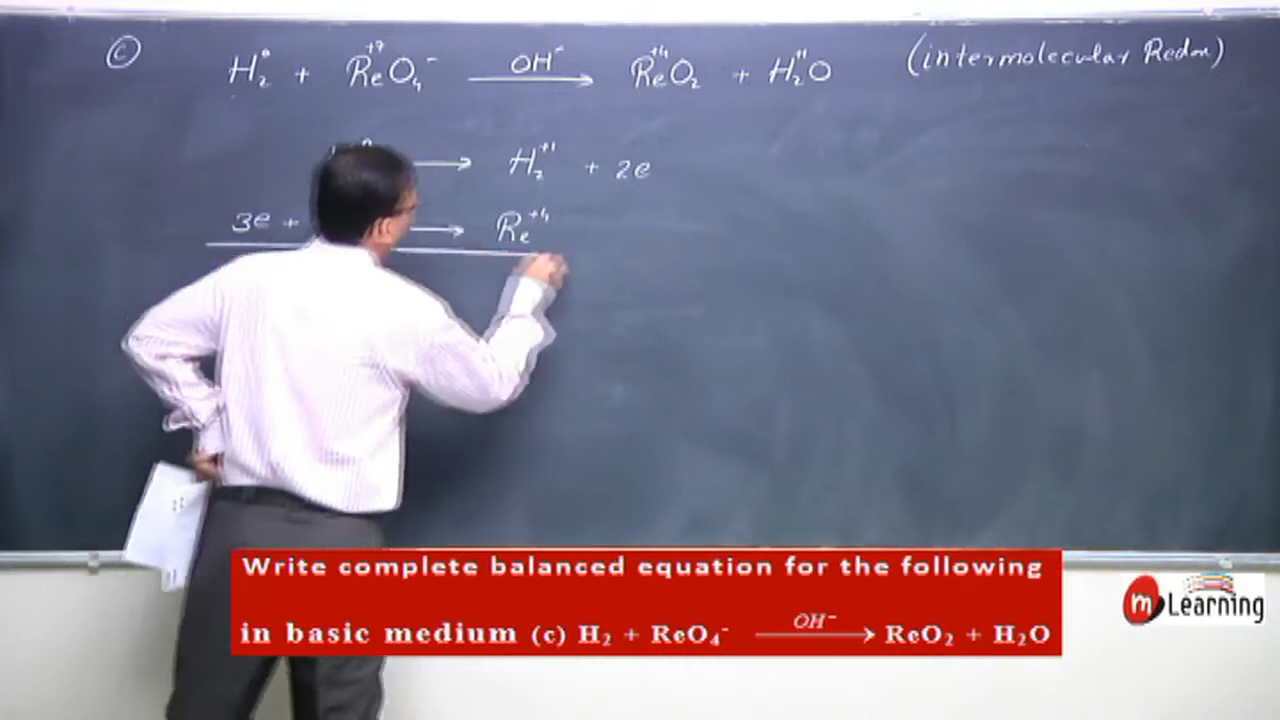 (c) H₂⁰ + Re⁺⁷O₄⁻ —OH⁻→ Re⁺⁴O₂ + H₂⁺¹O (intermolecular Redox)
→ H₂⁺¹ + 2e
3e + → Re⁺⁴
Write complete balanced equation for the following
in basic medium (c) H₂ + ReO₄⁻ —OH⁻→ ReO₂ + H₂O
m Learning